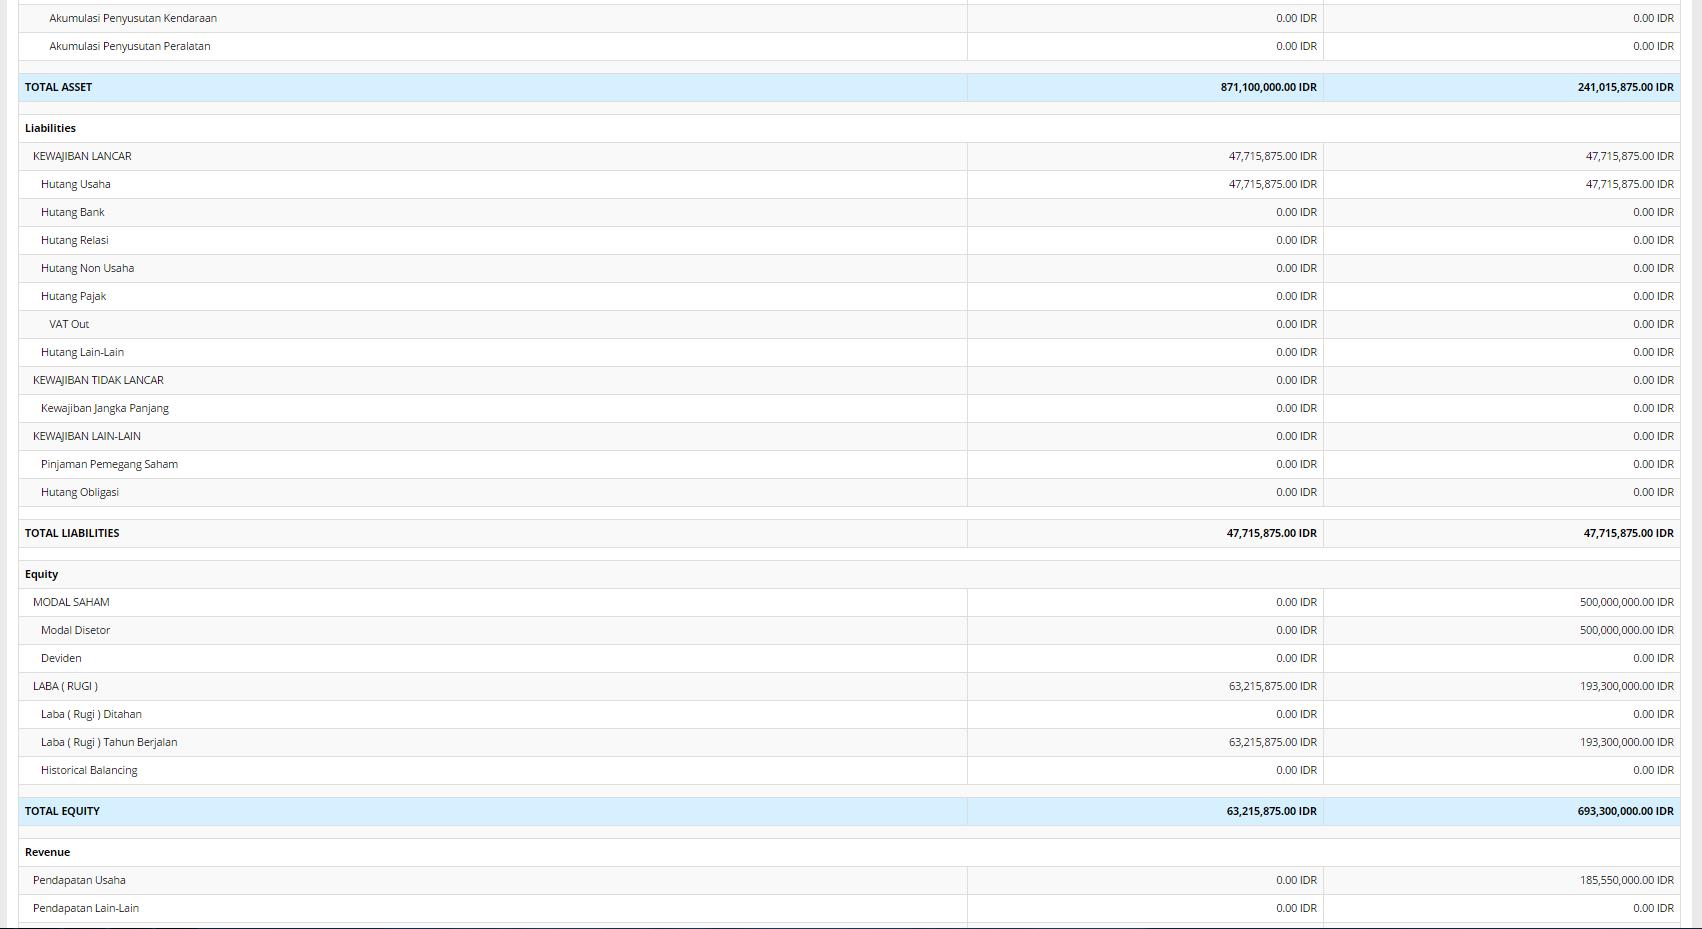 Akumulasi Penyusutan Kendaraan 0.00 IDR 0.00 IDR
Akumulasi Penyusutan Peralatan 0.00 IDR 0.00 IDR
TOTAL ASSET 871,100,000.00 IDR 241,015,875.00 IDR
Liabilities
KEWAJIBAN LANCAR 47,715,875.00 IDR 47,715,875.00 IDR
Hutang Usaha 47,715,875.00 IDR 47,715,875.00 IDR
Hutang Bank 0.00 IDR 0.00 IDR
Hutang Relasi 0.00 IDR 0.00 IDR
Hutang Non Usaha 0.00 IDR 0.00 IDR
Hutang Pajak 0.00 IDR 0.00 IDR
VAT Out 0.00 IDR 0.00 IDR
Hutang Lain-Lain 0.00 IDR 0.00 IDR
KEWAJIBAN TIDAK LANCAR 0.00 IDR 0.00 IDR
Kewajiban Jangka Panjang 0.00 IDR 0.00 IDR
KEWAJIBAN LAIN-LAIN 0.00 IDR 0.00 IDR
Pinjaman Pemegang Saham 0.00 IDR 0.00 IDR
Hutang Obligasi 0.00 IDR 0.00 IDR
TOTAL LIABILITIES 47,715,875.00 IDR 47,715,875.00 IDR
Equity
MODAL SAHAM 0.00 IDR 500,000,000.00 IDR
Modal Disetor 0.00 IDR 500,000,000.00 IDR
Deviden 0.00 IDR 0.00 IDR
LABA ( RUGI ) 63,215,875.00 IDR 193,300,000.00 IDR
Laba ( Rugi ) Ditahan 0.00 IDR 0.00 IDR
Laba ( Rugi ) Tahun Berjalan 63,215,875.00 IDR 193,300,000.00 IDR
Historical Balancing 0.00 IDR 0.00 IDR
TOTAL EQUITY 63,215,875.00 IDR 693,300,000.00 IDR
Revenue
Pendapatan Usaha 0.00 IDR 185,550,000.00 IDR
Pendapatan Lain-Lain 0.00 IDR 0.00 IDR